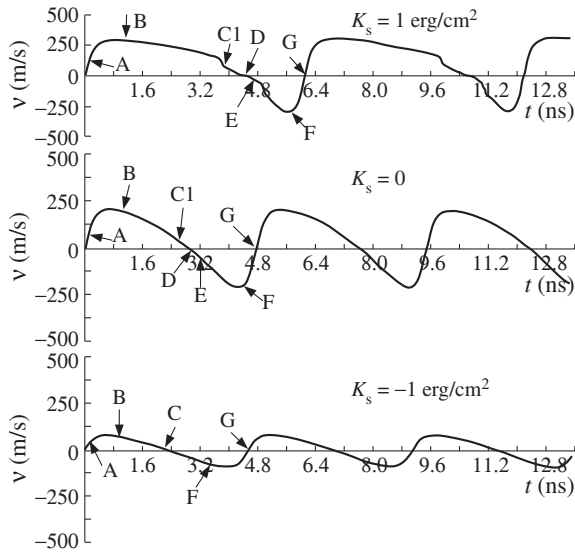 500
250
0
−250
−500
ν (m/s)
A
B
C1
D
E
F
G
K_s = 1 erg/cm²
1.6 3.2 4.8 6.4 8.0 9.6 11.2 12.8
t (ns)
500
250
0
−250
−500
ν (m/s)
A
B
C1
D
E
F
G
K_s = 0
1.6 3.2 4.8 6.4 8.0 9.6 11.2 12.8
t (ns)
500
250
0
−250
−500
ν (m/s)
A
B
C
F
G
K_s = −1 erg/cm²
1.6 3.2 4.8 6.4 8.0 9.6 11.2 12.8
t (ns)